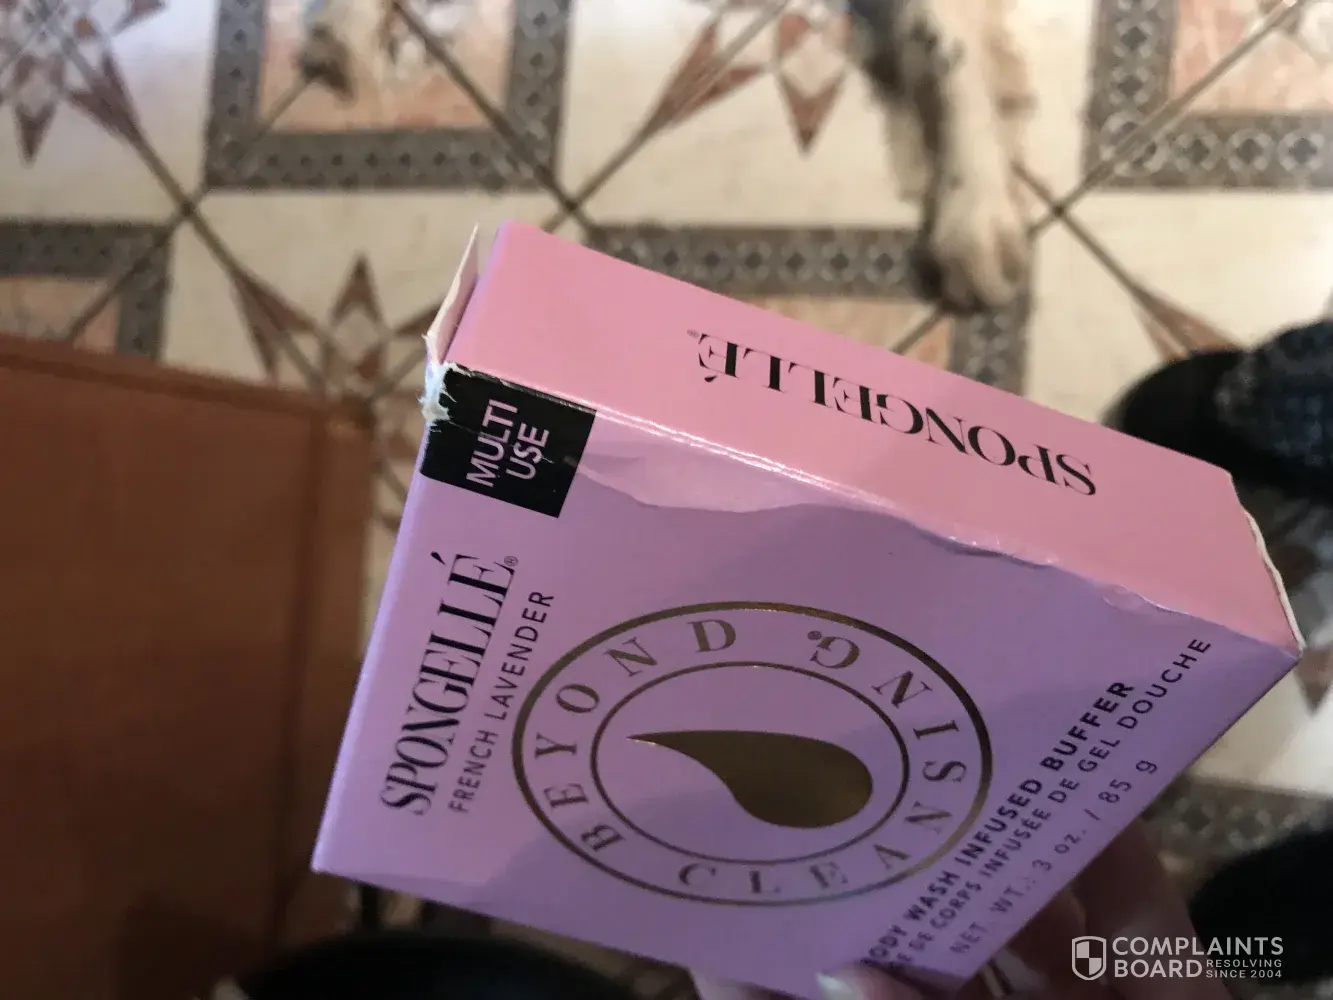 SPONGELLÉ®
MULTI
USE
SPONGELLÉ®
FRENCH LAVENDER
BEYOND CLEANSING®
BODY WASH INFUSED BUFFER
DE CORPS INFUSÉE DE GEL DOUCHE
NET. WT. 3 oz. / 85 g
COMPLAINTS
BOARD RESOLVING
SINCE 2004